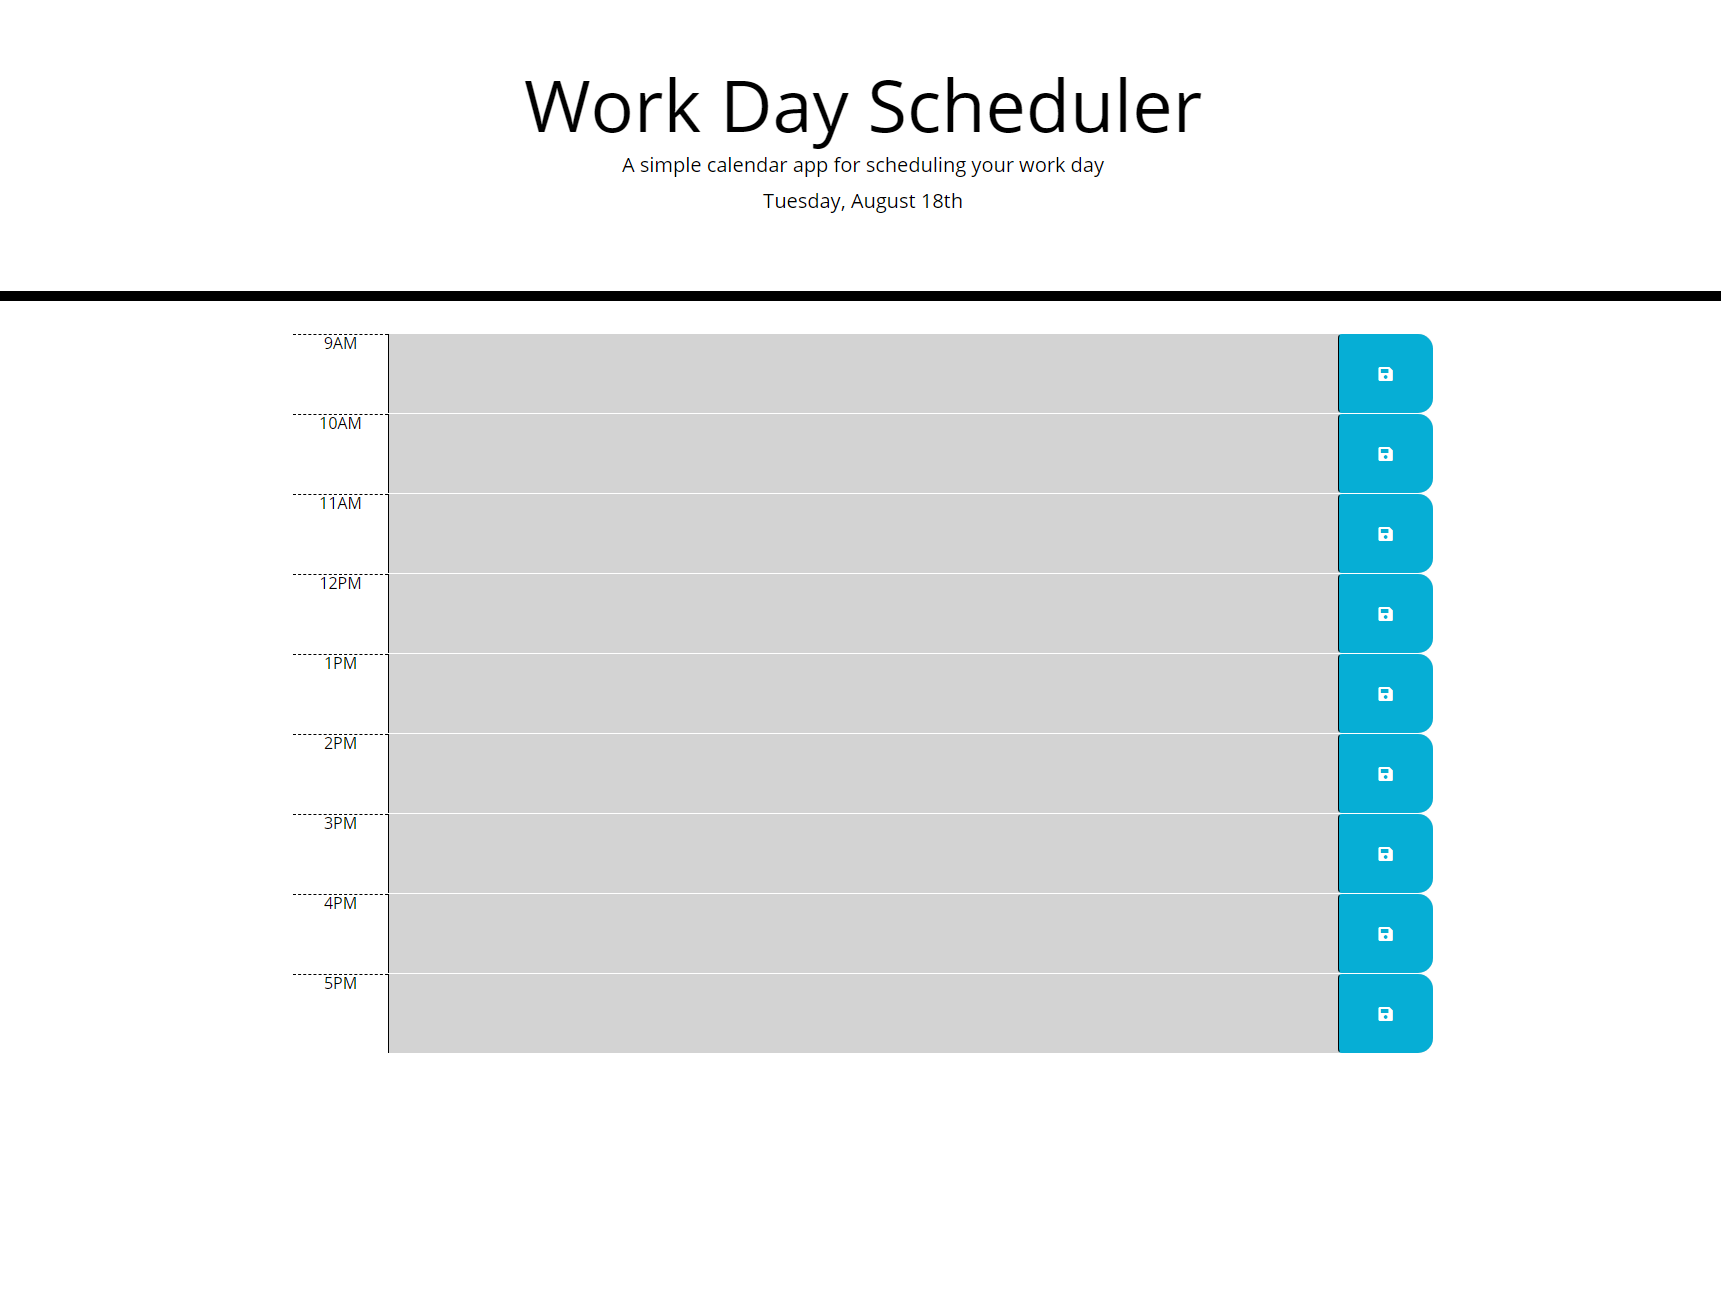 Work Day Scheduler
A simple calendar app for scheduling your work day
Tuesday, August 18th
9AM
10AM
11AM
12PM
1PM
2PM
3PM
4PM
5PM